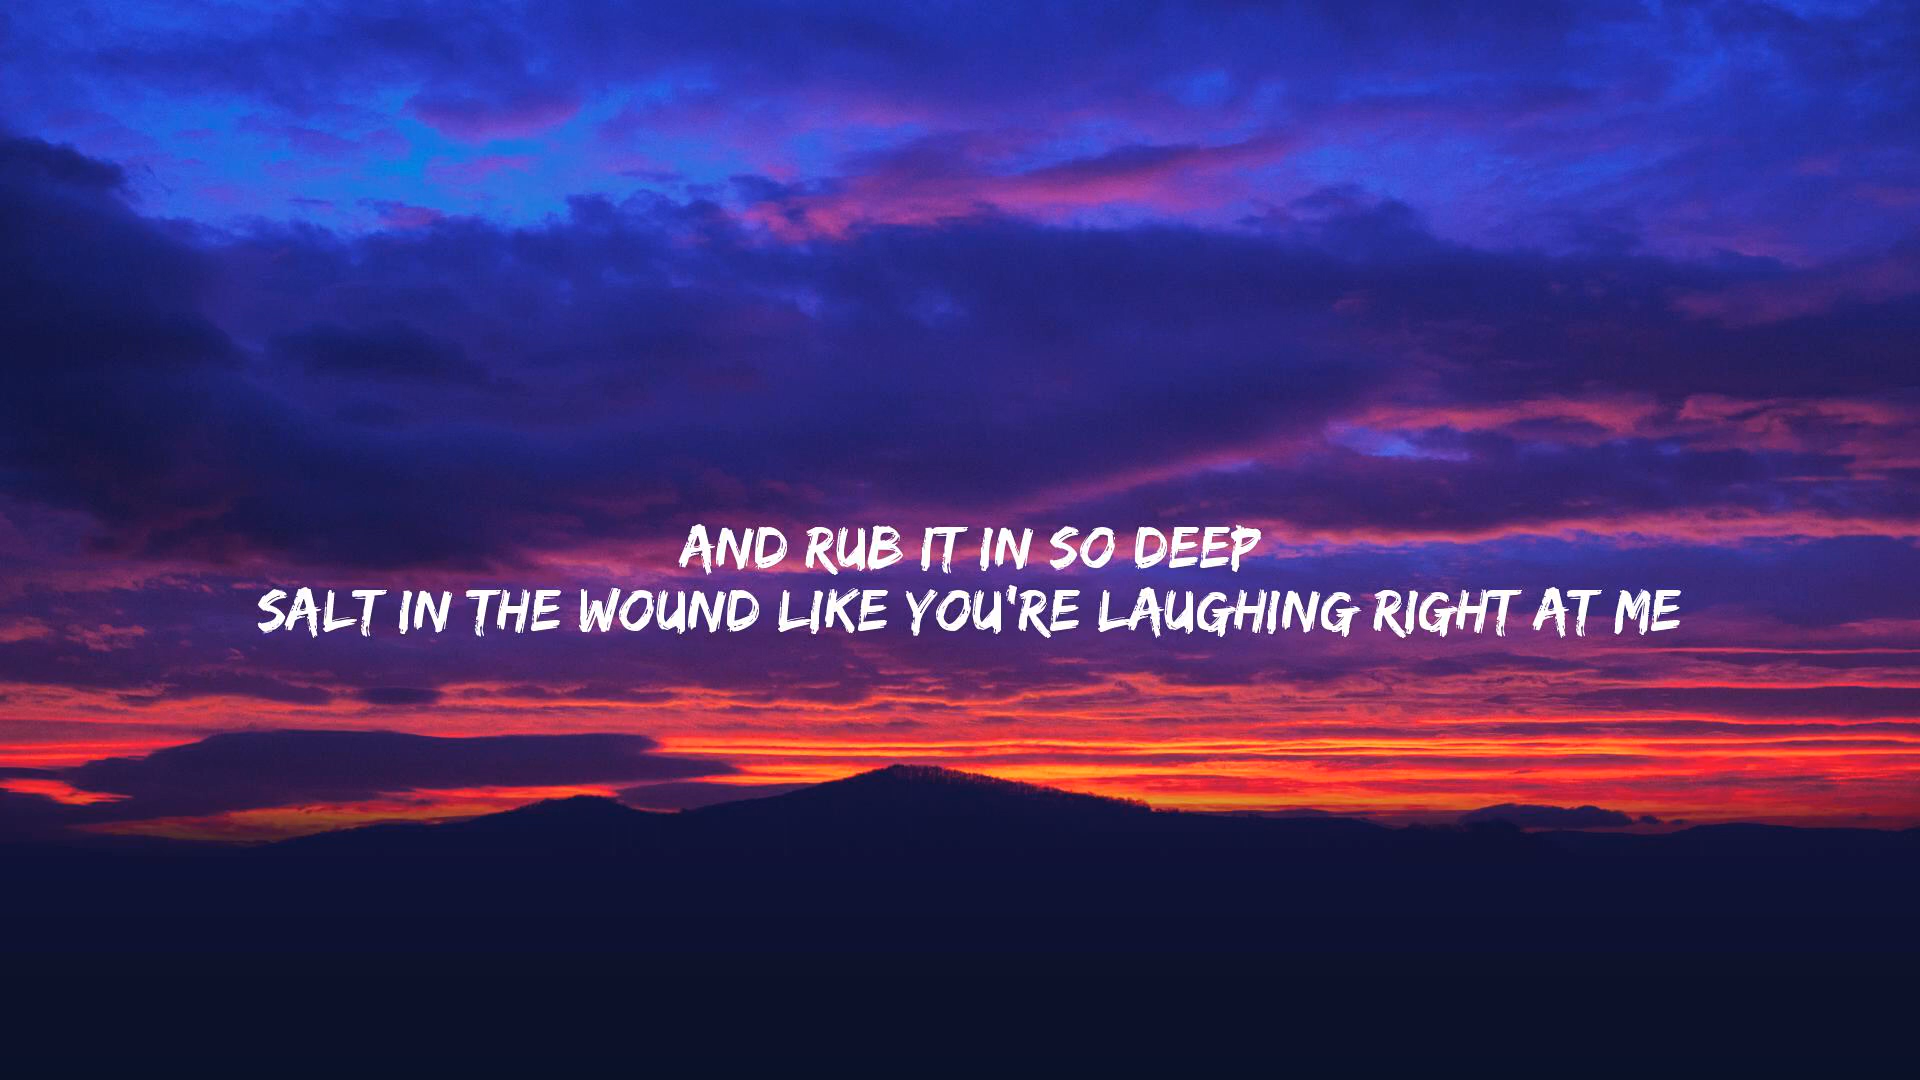 AND RUB IT IN SO DEEP
SALT IN THE WOUND LIKE YOU'RE LAUGHING RIGHT AT ME